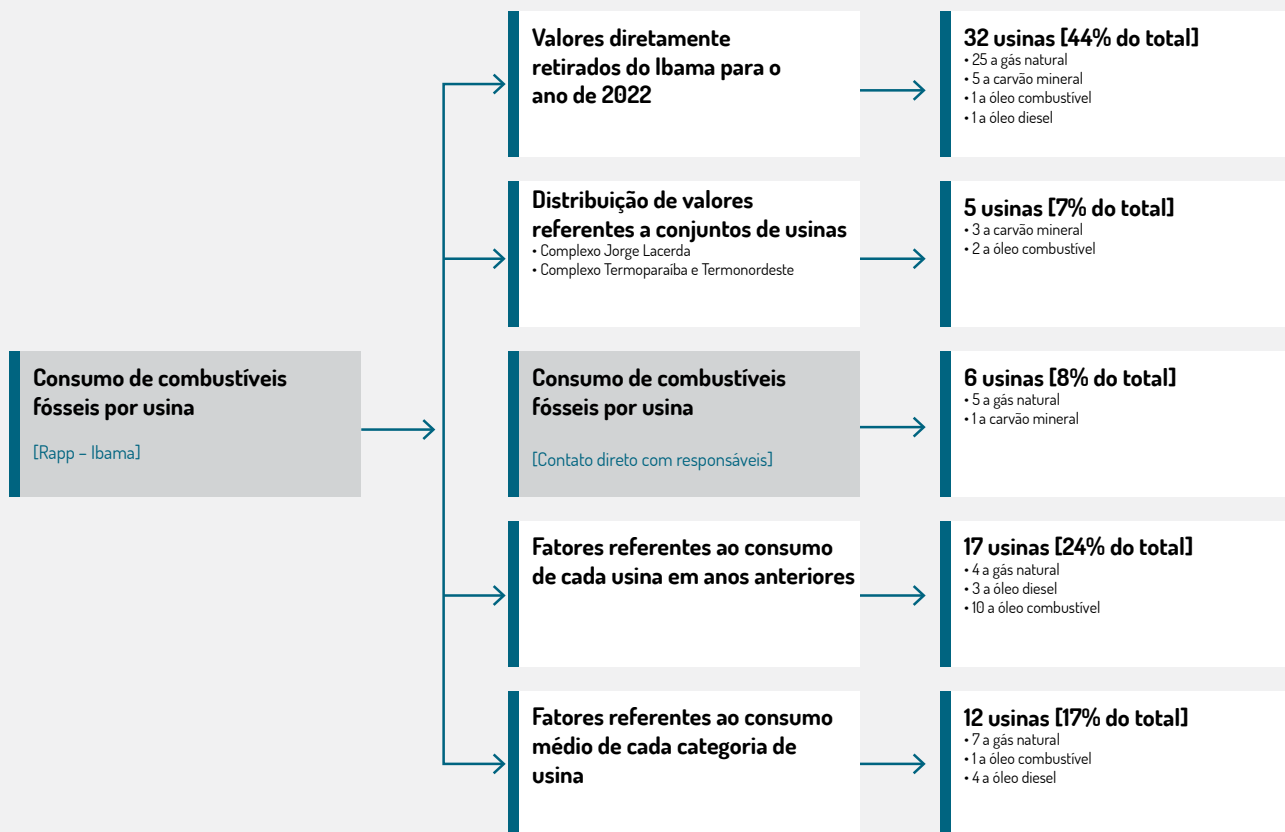 Consumo de combustíveis
fósseis por usina
[Rapp – Ibama]
Valores diretamente
retirados do Ibama para o
ano de 2022
32 usinas [44% do total]
• 25 a gás natural
• 5 a carvão mineral
• 1 a óleo combustível
• 1 a óleo diesel
Distribuição de valores
referentes a conjuntos de usinas
• Complexo Jorge Lacerda
• Complexo Termoparaíba e Termonordeste
5 usinas [7% do total]
• 3 a carvão mineral
• 2 a óleo combustível
Consumo de combustíveis
fósseis por usina
[Contato direto com responsáveis]
6 usinas [8% do total]
• 5 a gás natural
• 1 a carvão mineral
Fatores referentes ao consumo
de cada usina em anos anteriores
17 usinas [24% do total]
• 4 a gás natural
• 3 a óleo diesel
• 10 a óleo combustível
Fatores referentes ao consumo
médio de cada categoria de
usina
12 usinas [17% do total]
• 7 a gás natural
• 1 a óleo combustível
• 4 a óleo diesel